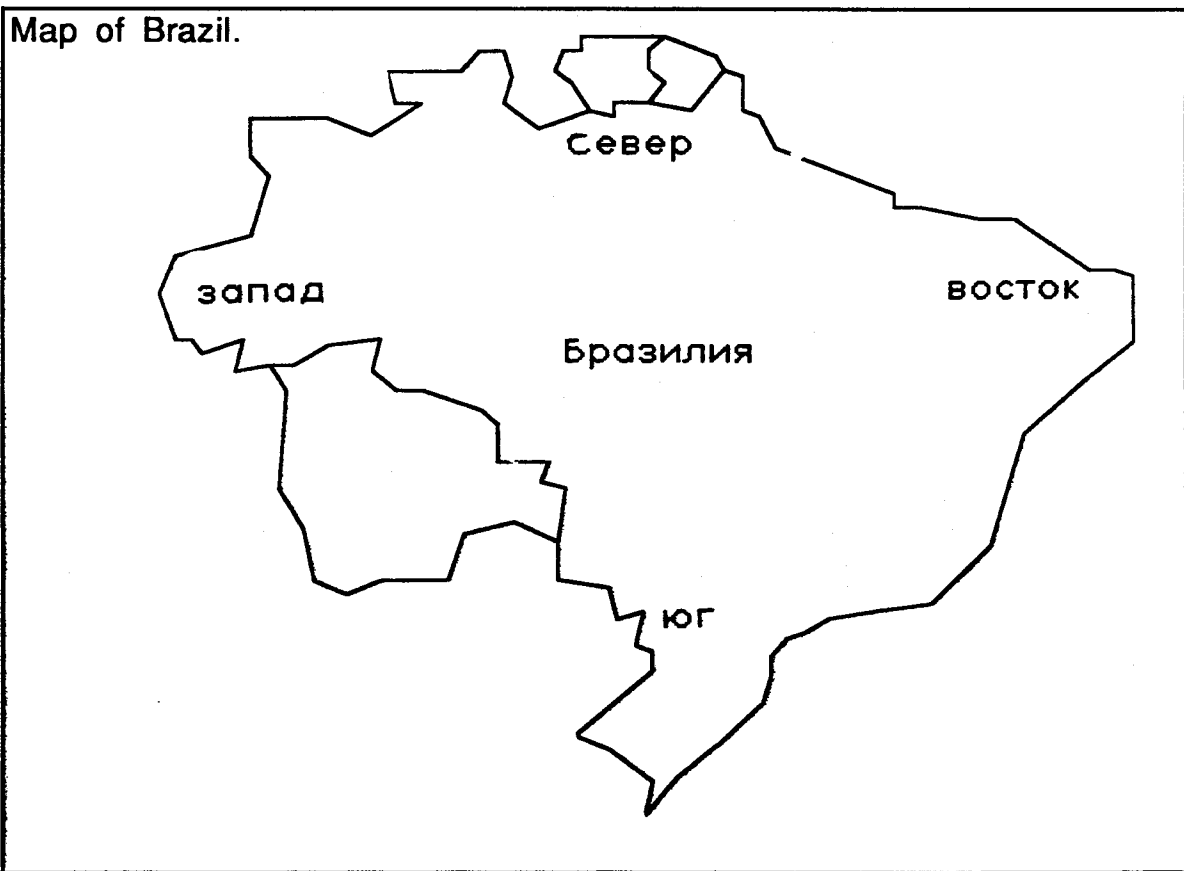 Map of Brazil.
Север
запад
восток
Бразилия
юг